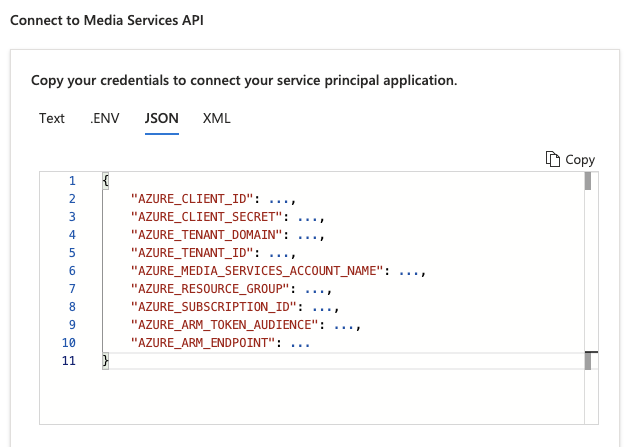 Connect to Media Services API
Copy your credentials to connect your service principal application.
Text .ENV JSON XML
Copy
1 {
2 "AZURE_CLIENT_ID": ...,
3 "AZURE_CLIENT_SECRET": ...,
4 "AZURE_TENANT_DOMAIN": ...,
5 "AZURE_TENANT_ID": ...,
6 "AZURE_MEDIA_SERVICES_ACCOUNT_NAME": ...,
7 "AZURE_RESOURCE_GROUP": ...,
8 "AZURE_SUBSCRIPTION_ID": ...,
9 "AZURE_ARM_TOKEN_AUDIENCE": ...,
10 "AZURE_ARM_ENDPOINT": ...
11 }